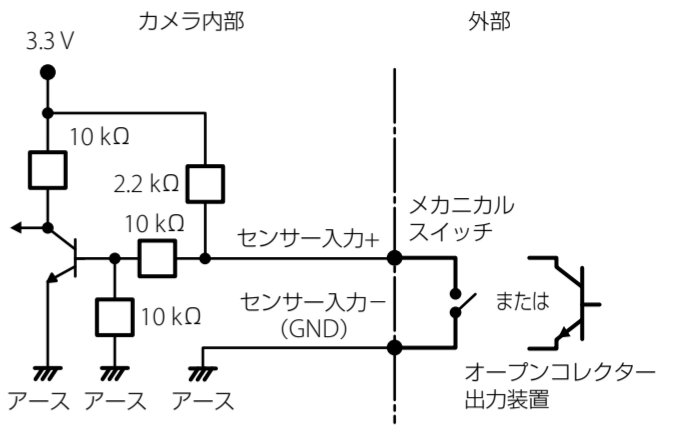 カメラ内部
外部
3.3 V
10 kΩ
2.2 kΩ
10 kΩ
センサー入力+
メカニカル
スイッチ
10 kΩ
センサー入力−
(GND)
または
アース
アース
アース
オープンコレクター
出力装置